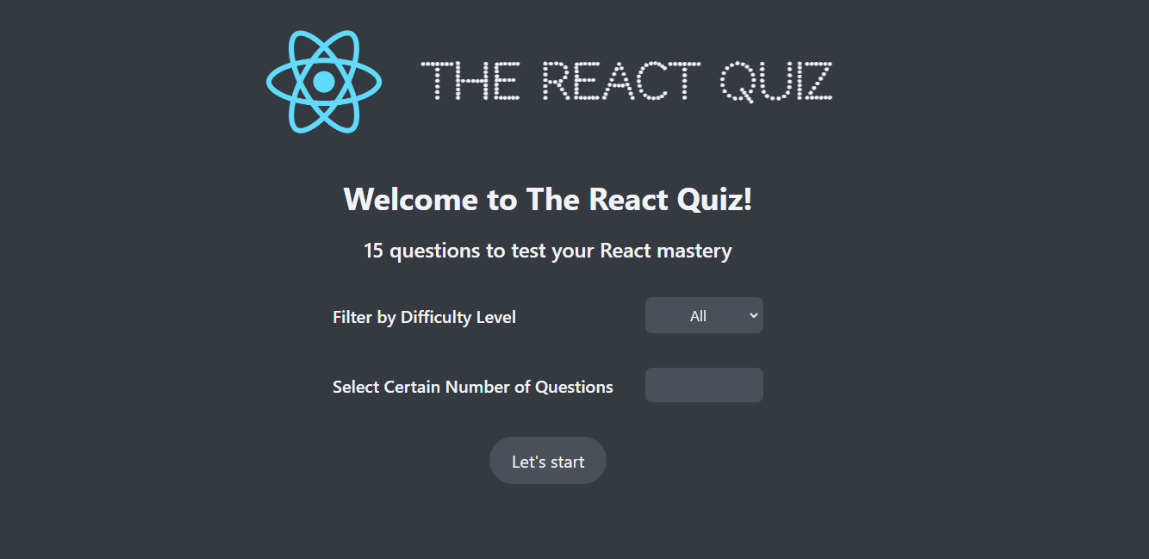 THE REACT QUIZ
Welcome to The React Quiz!
15 questions to test your React mastery
Filter by Difficulty Level All
Select Certain Number of Questions
Let's start